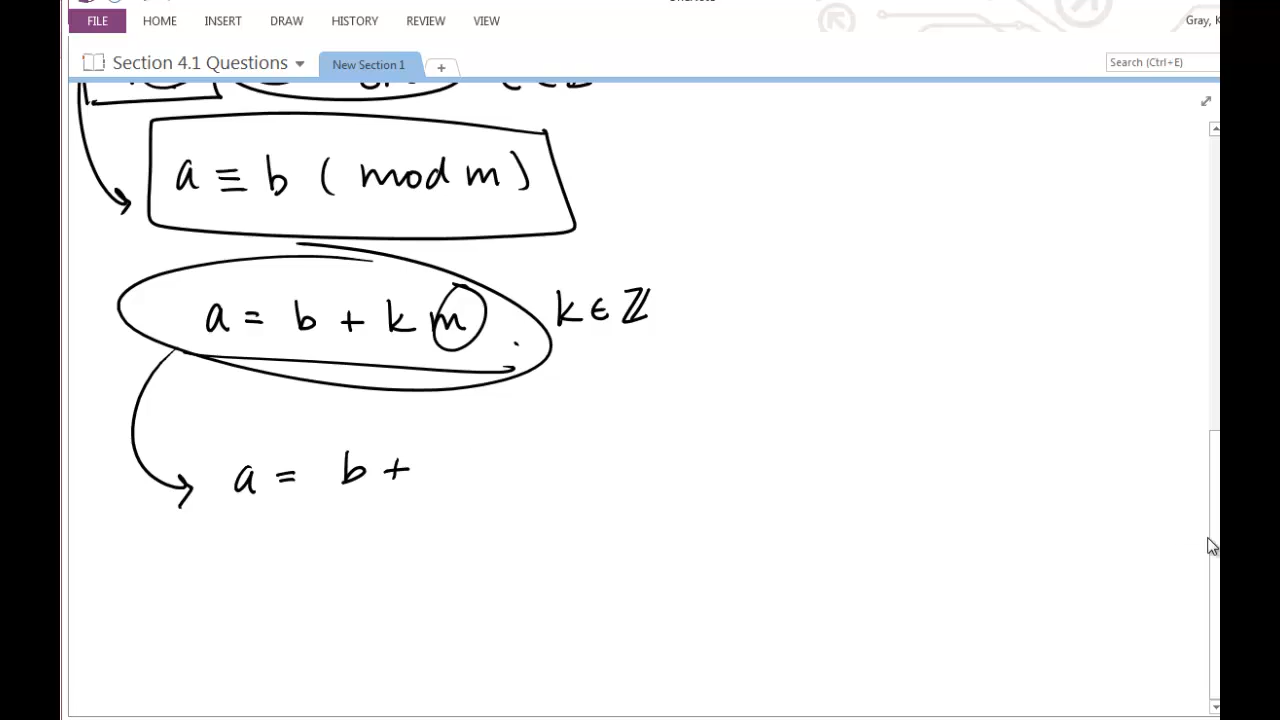 FILE HOME INSERT DRAW HISTORY REVIEW VIEW Gray, K
Section 4.1 Questions New Section 1 + Search (Ctrl+E)
a ≡ b ( mod m )
a = b + k m . k ∈ ℤ
a = b +